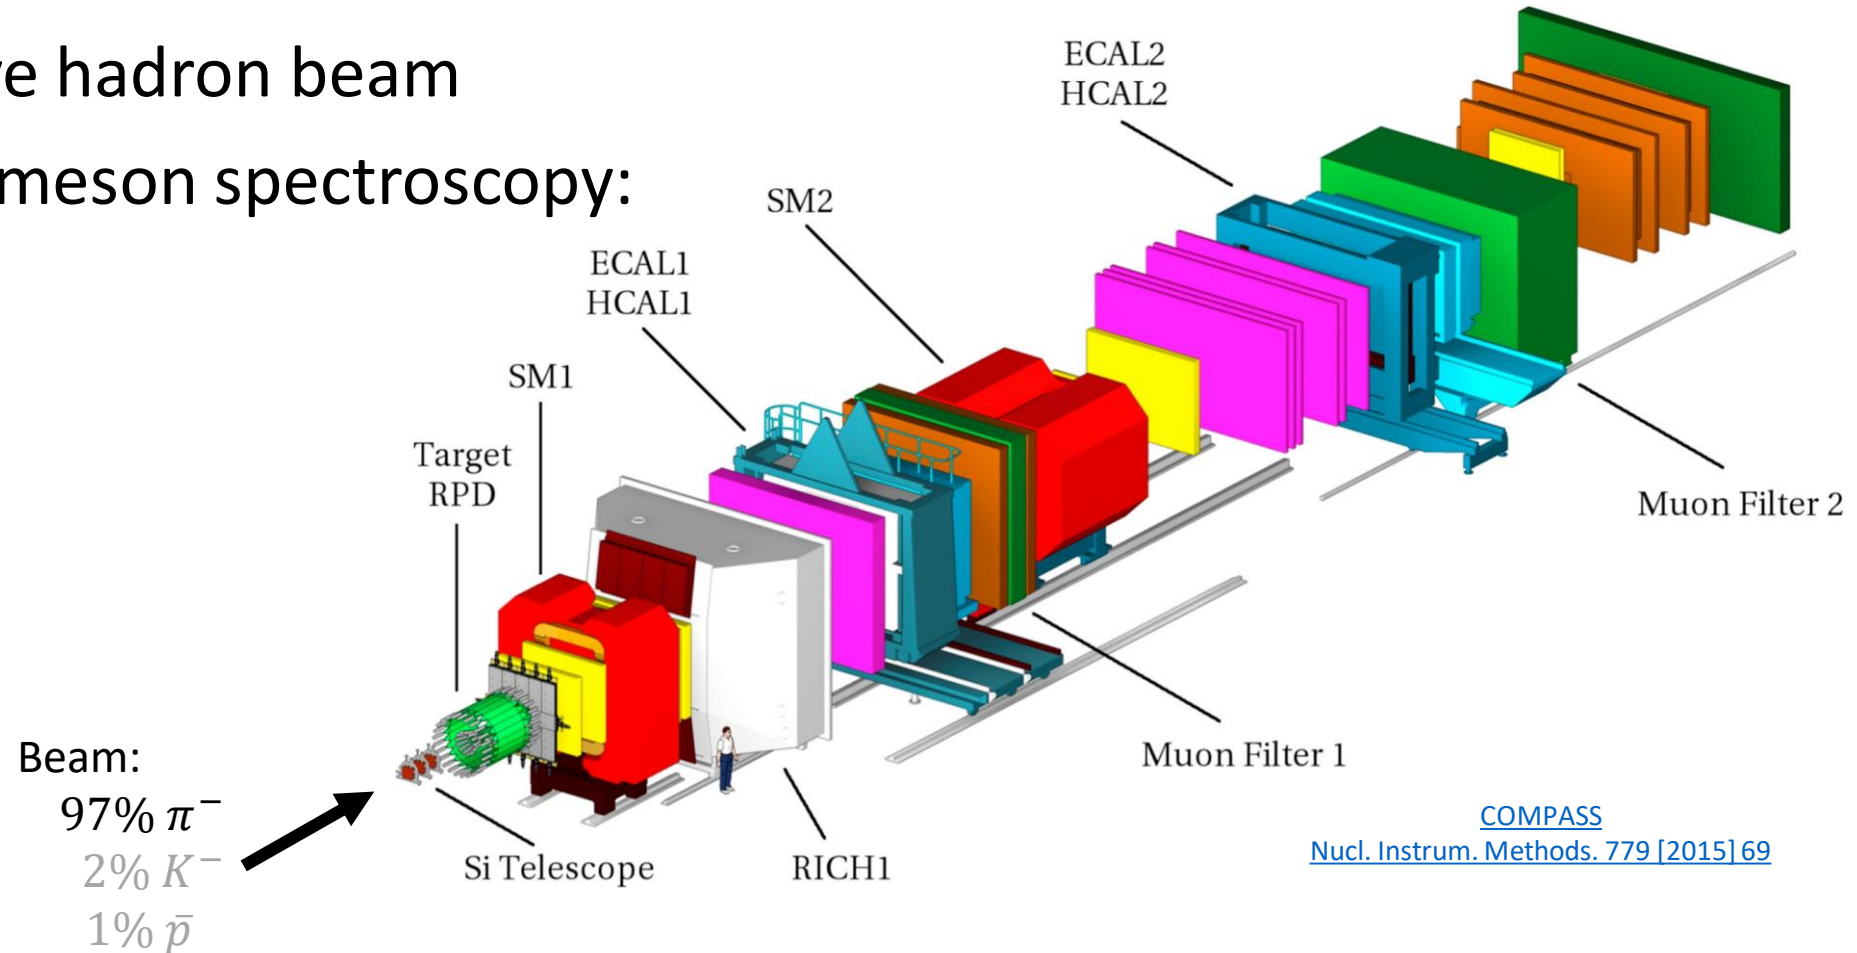 e hadron beam
meson spectroscopy:
ECAL2
HCAL2
SM2
ECAL1
HCAL1
SM1
Target
RPD
Muon Filter 2
Muon Filter 1
Beam:
97% π⁻
2% K⁻
1% p̄
Si Telescope
RICH1
COMPASS
Nucl. Instrum. Methods. 779 [2015] 69